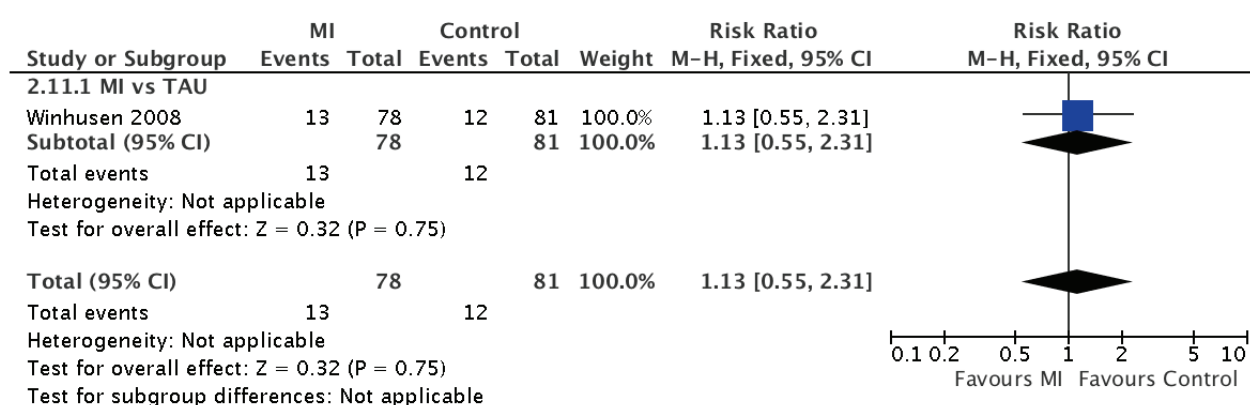 MI Control Risk Ratio Risk Ratio
Study or Subgroup Events Total Events Total Weight M-H, Fixed, 95% CI M-H, Fixed, 95% CI
2.11.1 MI vs TAU
Winhusen 2008 13 78 12 81 100.0% 1.13 [0.55, 2.31]
Subtotal (95% CI) 78 81 100.0% 1.13 [0.55, 2.31]
Total events 13 12
Heterogeneity: Not applicable
Test for overall effect: Z = 0.32 (P = 0.75)
Total (95% CI) 78 81 100.0% 1.13 [0.55, 2.31]
Total events 13 12
Heterogeneity: Not applicable
Test for overall effect: Z = 0.32 (P = 0.75)
Test for subgroup differences: Not applicable
0.1 0.2 0.5 1 2 5 10
Favours MI Favours Control